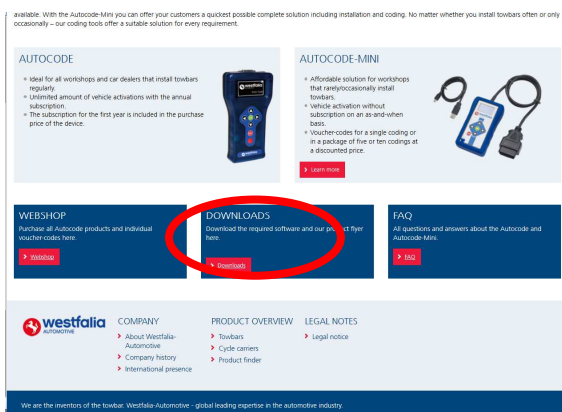 available. With the Autocode-Mini you can offer your customers a quickest possible complete solution including installation and coding. No matter whether you install towbars often or only
occasionally – our coding tools offer a suitable solution for every requirement.
AUTOCODE
Ideal for all workshops and car dealers that install towbars
regularly.
Unlimited amount of vehicle activations with the annual
subscription.
The subscription for the first year is included in the purchase
price of the device.
westfalia
AUTOCODE-MINI
Affordable solution for workshops
that rarely/occasionally install
towbars.
Vehicle activation without
subscription on an as-and-when
basis.
Voucher-codes for a single coding or
in a package of five or ten codings at
a discounted price.
Learn more
WEBSHOP
Purchase all Autocode products and individual
voucher-codes here.
Webshop
DOWNLOADS
Download the required software and our product flyer
here.
Downloads
FAQ
All questions and answers about the Autocode and
Autocode-Mini.
FAQ
westfalia
AUTOMOTIVE
COMPANY
About Westfalia-
Automotive
Company history
International presence
PRODUCT OVERVIEW
Towbars
Cycle carriers
Product finder
LEGAL NOTES
Legal notice
We are the inventors of the towbar. Westfalia-Automotive - global leading expertise in the automotive industry.